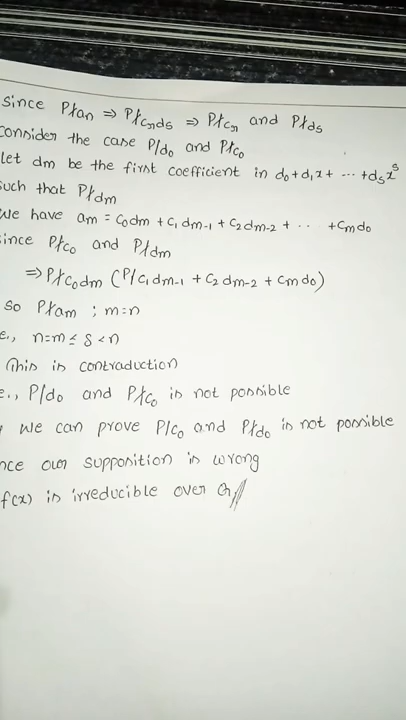 since P∤an ⇒ P∤cnds ⇒ P∤cn and P∤ds
consider the case P/d0 and P∤c0
let dm be the first coefficient in d0+d1x+ ... +dsx^s
such that P∤dm
we have am = c0dm + c1dm-1 + c2dm-2 + .. +cmd0
since P∤c0 and P∤dm
⇒P∤c0dm (P/c1dm-1 + c2dm-2 + cmd0)
so P∤am ; m=n
e., n=m ≤ s < n
This is contraduction
e., P/d0 and P∤c0 is not possible
we can prove P/c0 and P∤d0 is not possible
nce our supposition is wrong
f(x) is irreducible over Q//